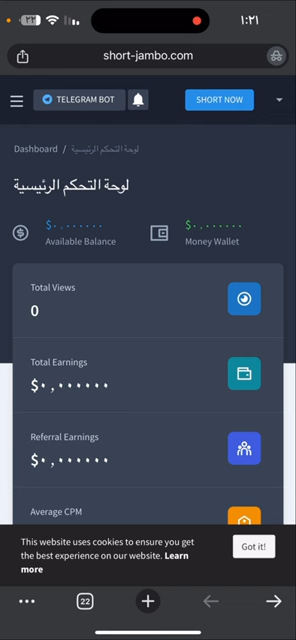 ١:٢١
short-jambo.com
TELEGRAM BOT
SHORT NOW
Dashboard / لوحة التحكم الرئيسية
لوحة التحكم الرئيسية
$٠,٠٠٠٠٠٠
Available Balance
$٠,٠٠٠٠٠٠
Money Wallet
Total Views
0
Total Earnings
$٠,٠٠٠٠٠٠
Referral Earnings
$٠,٠٠٠٠٠٠
Average CPM
This website uses cookies to ensure you get
the best experience on our website. Learn
more
Got it!
22